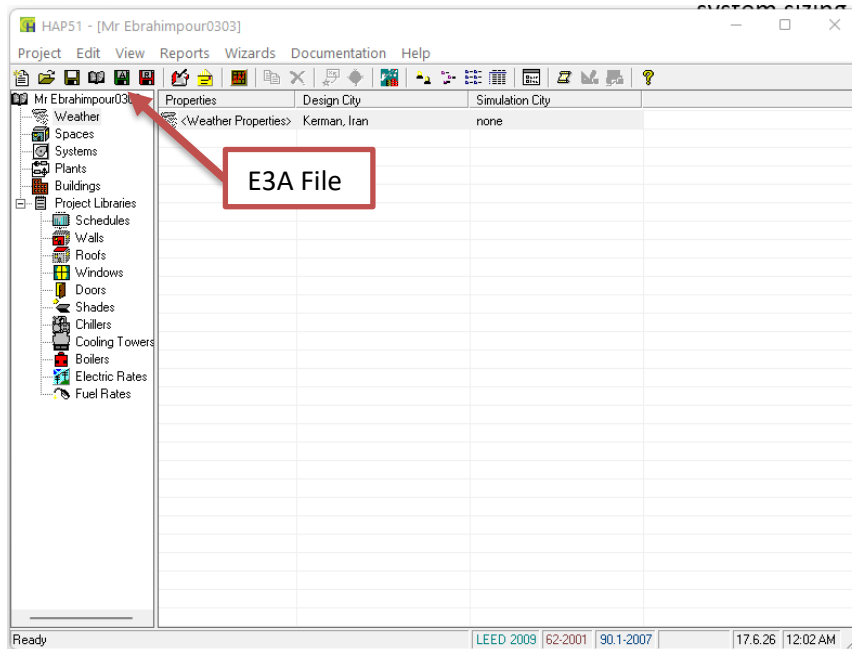 system sizing
HAP51 - [Mr Ebrahimpour0303]
Project Edit View Reports Wizards Documentation Help
Mr Ebrahimpour03
Properties Design City Simulation City
Weather
<Weather Properties> Kerman, Iran none
Spaces
Systems
Plants
Buildings
E3A File
Project Libraries
Schedules
Walls
Roofs
Windows
Doors
Shades
Chillers
Cooling Towers
Boilers
Electric Rates
Fuel Rates
Ready LEED 2009 62-2001 90.1-2007 17.6.26 12:02 AM